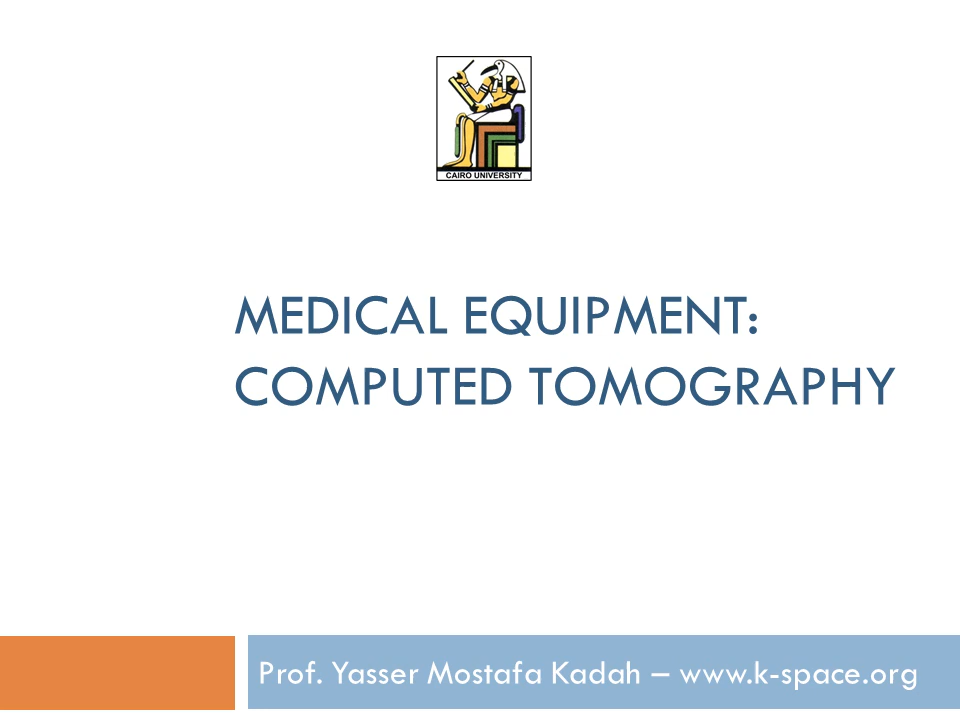 CAIRO UNIVERSITY
MEDICAL EQUIPMENT:
COMPUTED TOMOGRAPHY
Prof. Yasser Mostafa Kadah – www.k-space.org